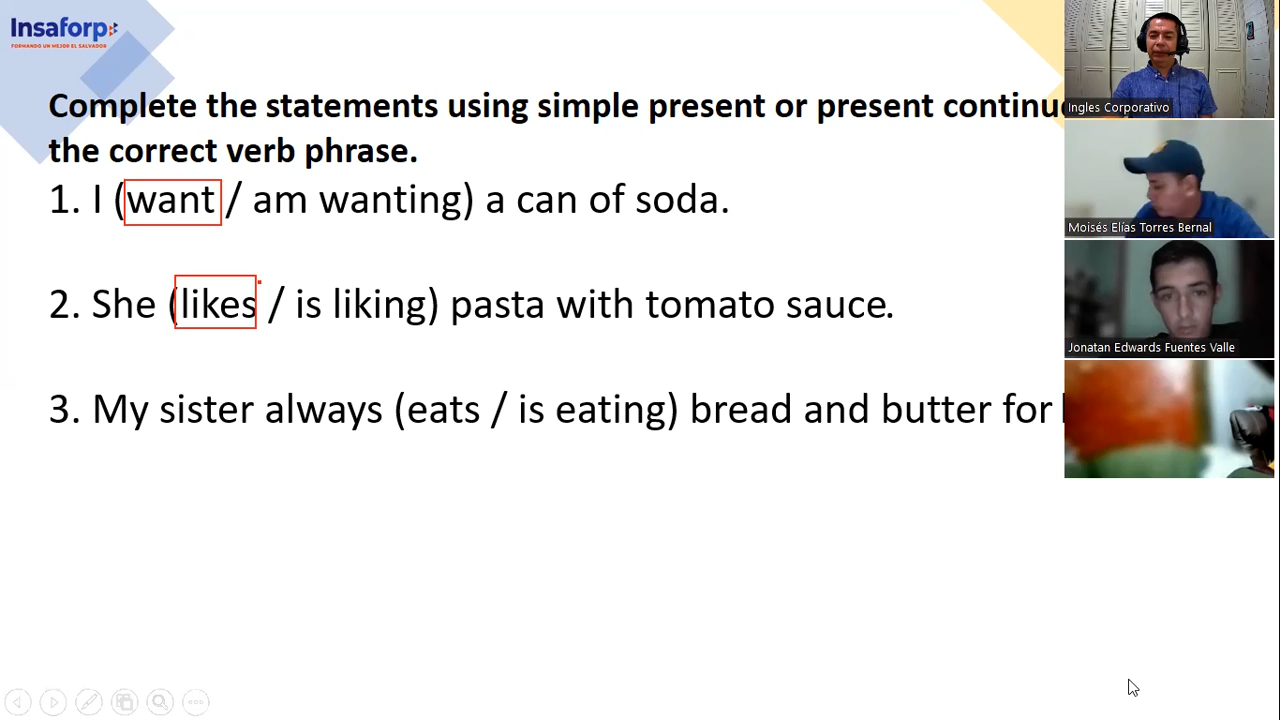 Insaforp
FORMANDO UN MEJOR EL SALVADOR
Complete the statements using simple present or present
the correct verb phrase.
1. I (want / am wanting) a can of soda.
2. She (likes / is liking) pasta with tomato sauce.
3. My sister always (eats / is eating) bread and butter for
Ingles Corporativo
Moisés Elías Torres Bernal
Jonatan Edwards Fuentes Valle